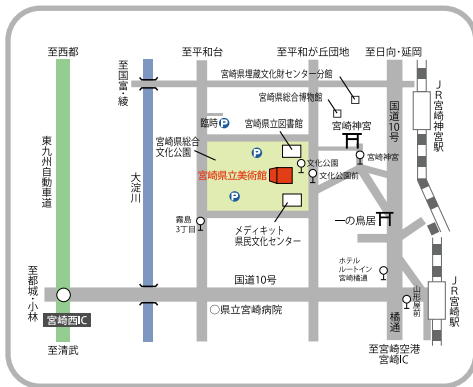 至西都
至平和台
至平和が丘団地
至日向・延岡
至国富・綾
宮崎県埋蔵文化財センター分館
宮崎県総合博物館
国道10号
JR宮崎神宮駅
臨時P
宮崎県立図書館
宮崎神宮
宮崎県総合
文化公園
P
文化公園
宮崎神宮
東九州自動車道
大淀川
宮崎県立美術館
文化公園前
P
一の鳥居
霧島
3丁目
メディキット
県民文化センター
ホテル
ルートイン
宮崎橘通
至都城・小林
国道10号
山形屋前
JR宮崎駅
宮崎西IC
○県立宮崎病院
橘通
至清武
至宮崎空港
宮崎IC